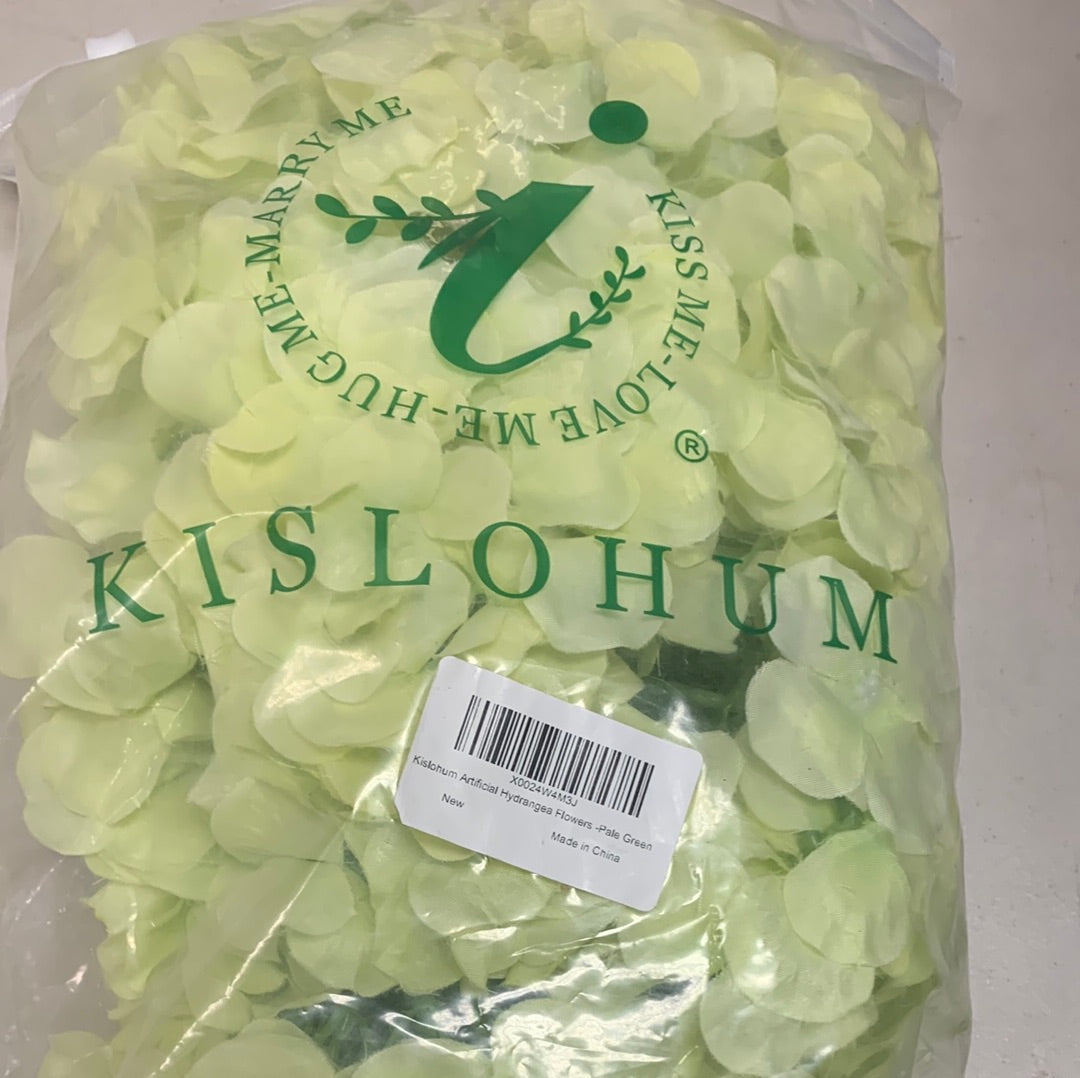 KISS ME-LOVE ME-HUG ME-MARRY ME
®
KISLOHUM
X0024W4M3J
Kislohum Artificial Hydrangea Flowers -Pale Green
New
Made in China